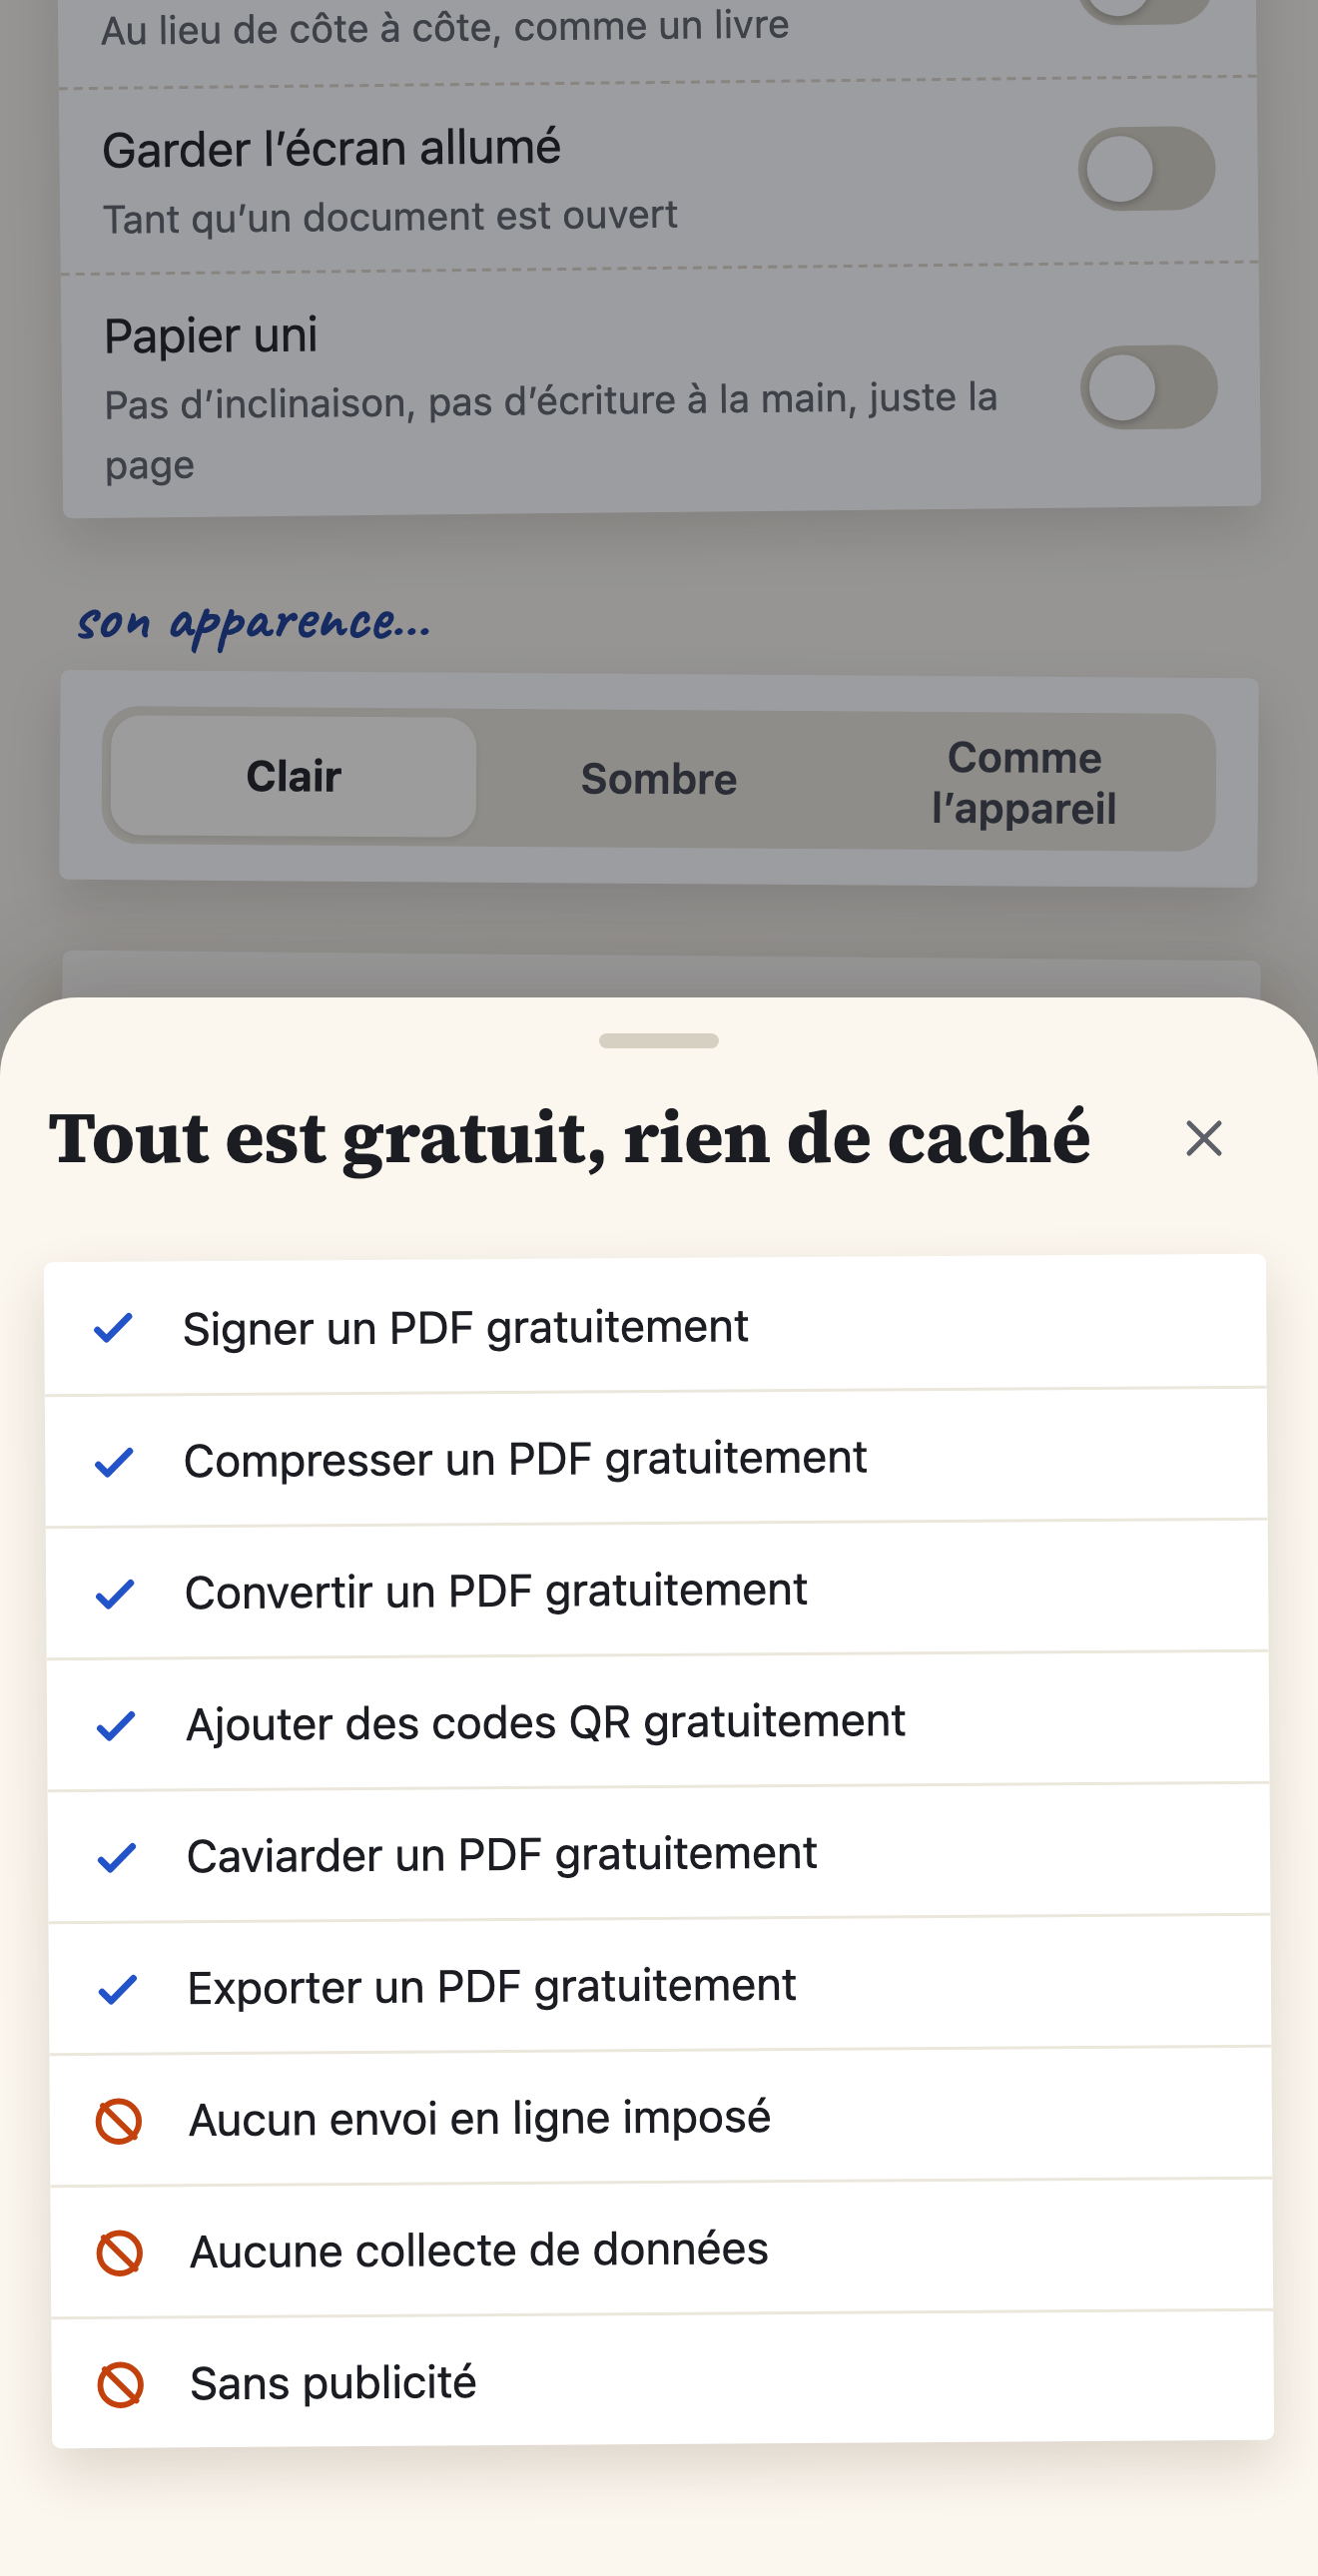 Au lieu de côte à côte, comme un livre
Garder l’écran allumé
Tant qu’un document est ouvert
Papier uni
Pas d’inclinaison, pas d’écriture à la main, juste la
page
son apparence...
Clair
Sombre
Comme
l’appareil
Tout est gratuit, rien de caché
Signer un PDF gratuitement
Compresser un PDF gratuitement
Convertir un PDF gratuitement
Ajouter des codes QR gratuitement
Caviarder un PDF gratuitement
Exporter un PDF gratuitement
Aucun envoi en ligne imposé
Aucune collecte de données
Sans publicité